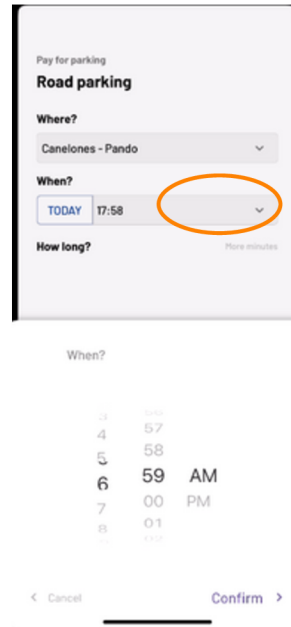 Pay for parking
Road parking
Where?
Canelones - Pando
When?
TODAY 17:58
How long? More minutes
When?
4 57
5 58
6 59 AM
7 00 PM
8 01
Cancel Confirm